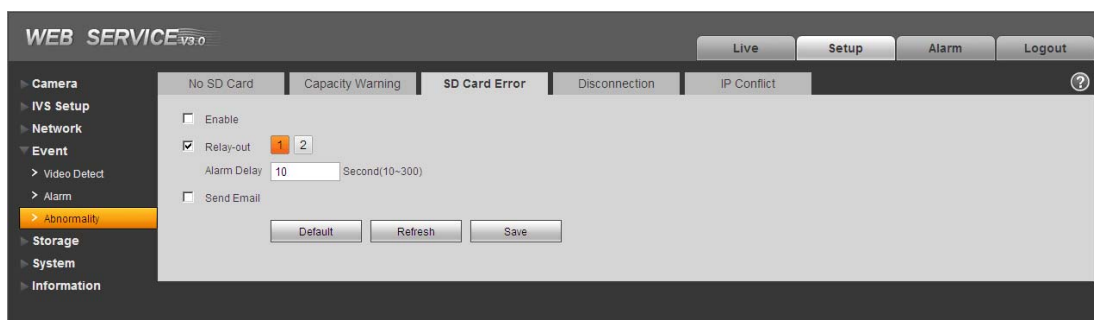 WEB SERVICE V3.0
Live Setup Alarm Logout
Camera
IVS Setup
Network
Event
> Video Detect
> Alarm
> Abnormality
Storage
System
Information
No SD Card Capacity Warning SD Card Error Disconnection IP Conflict ?
Enable
Relay-out 1 2
Alarm Delay 10 Second(10~300)
Send Email
Default Refresh Save